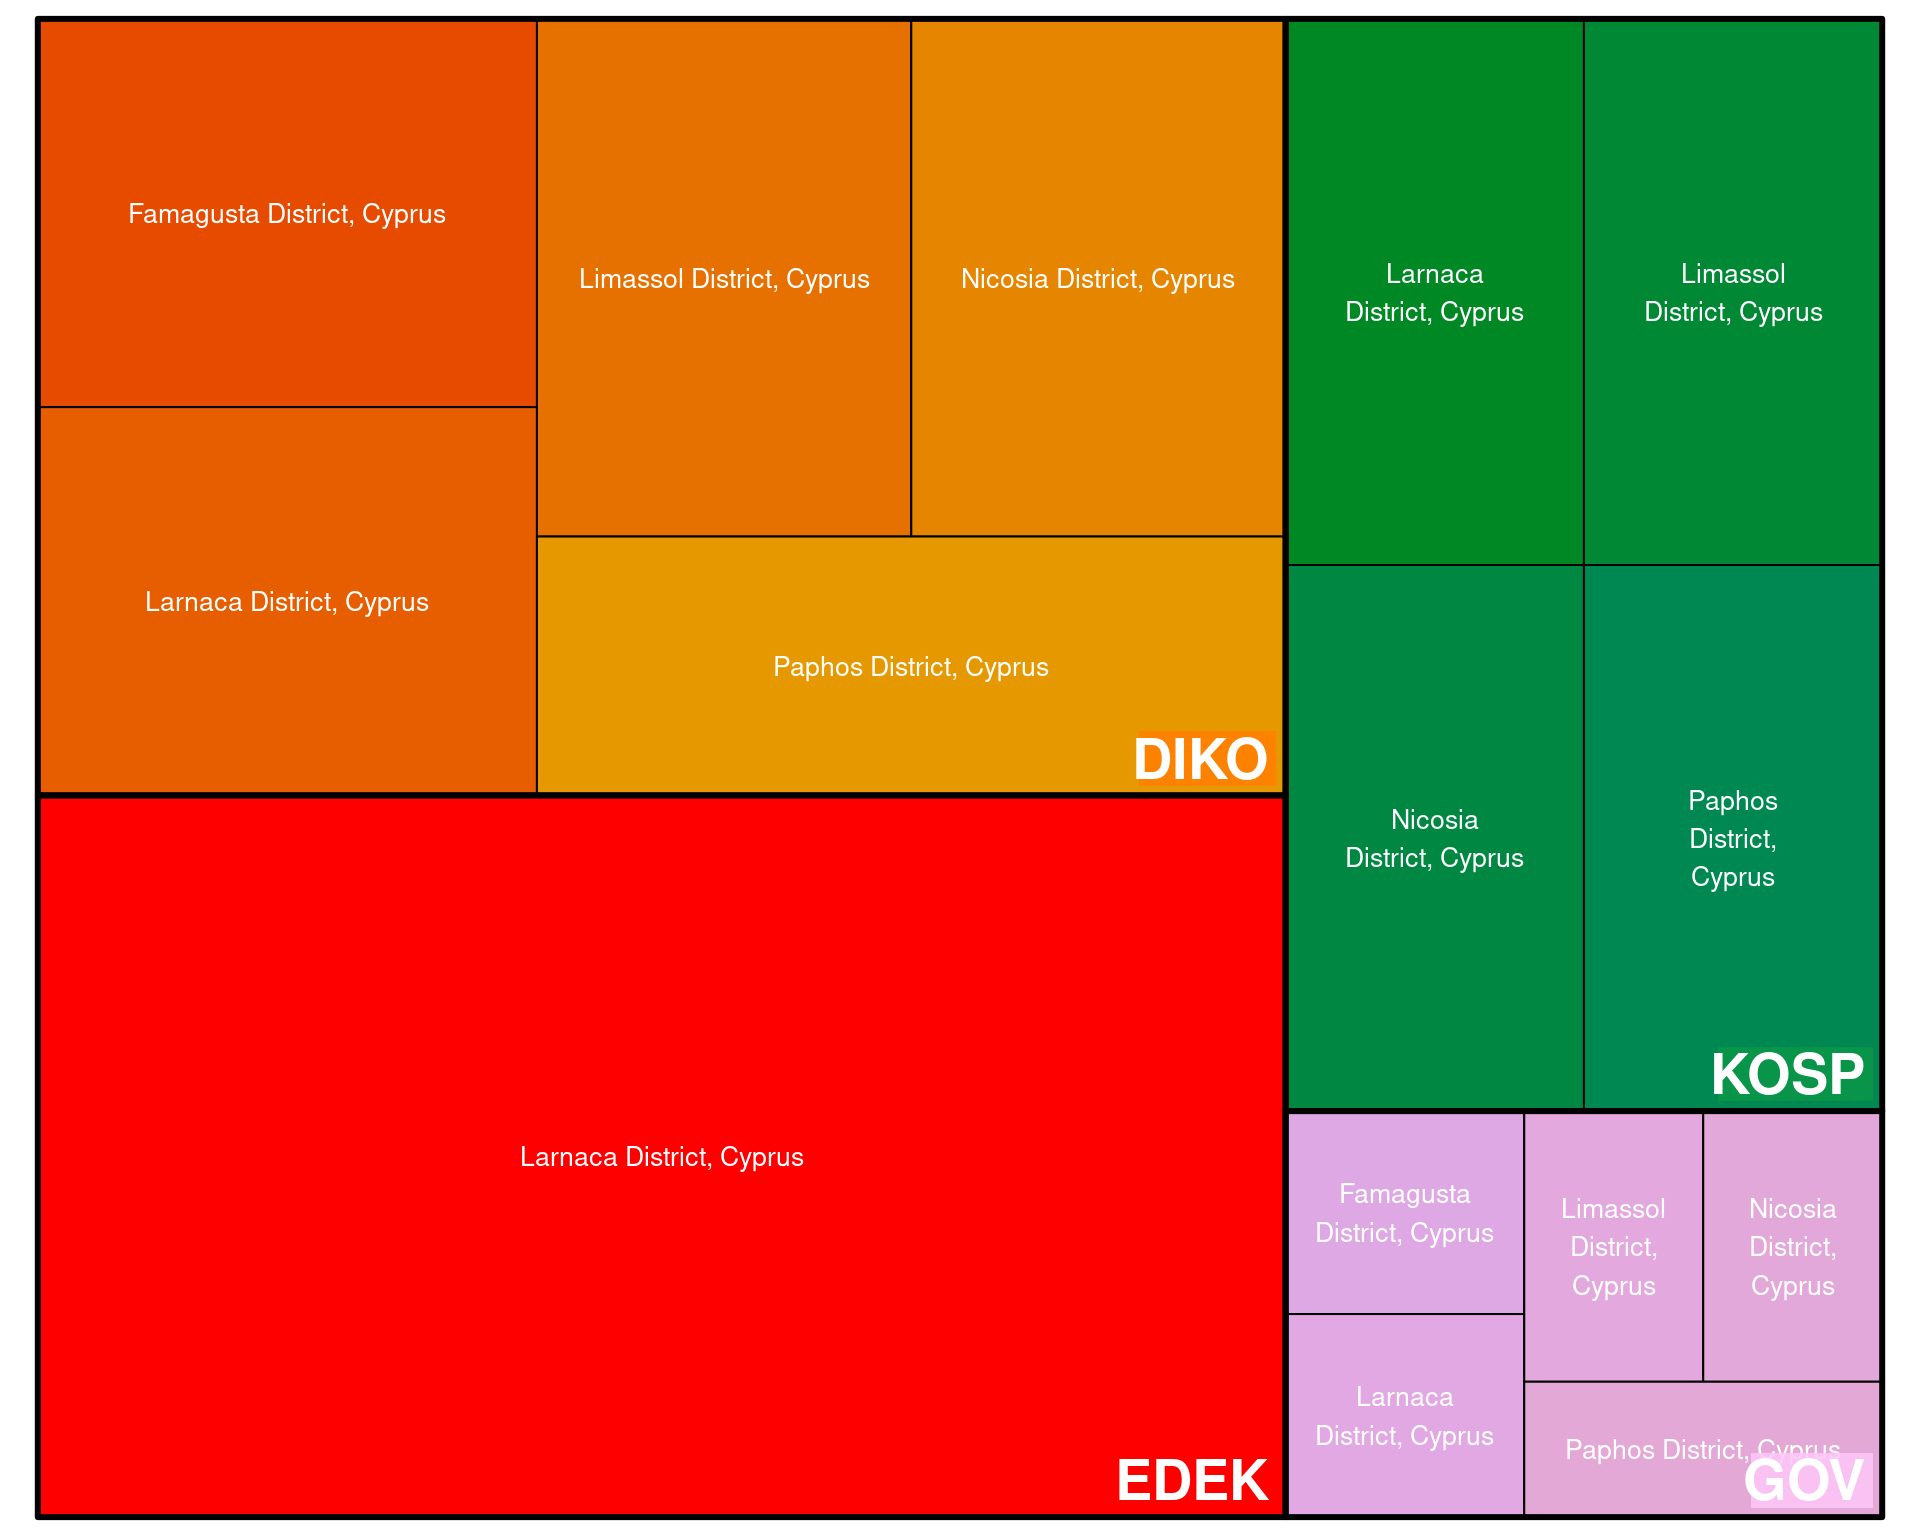 Famagusta District, Cyprus
Limassol District, Cyprus
Nicosia District, Cyprus
Larnaca District, Cyprus
Paphos District, Cyprus
DIKO
Larnaca District, Cyprus
EDEK
Larnaca
District, Cyprus
Limassol
District, Cyprus
Nicosia
District, Cyprus
Paphos
District,
Cyprus
KOSP
Famagusta
District, Cyprus
Limassol
District,
Cyprus
Nicosia
District,
Cyprus
Larnaca
District, Cyprus
Paphos District, Cyprus
GOV